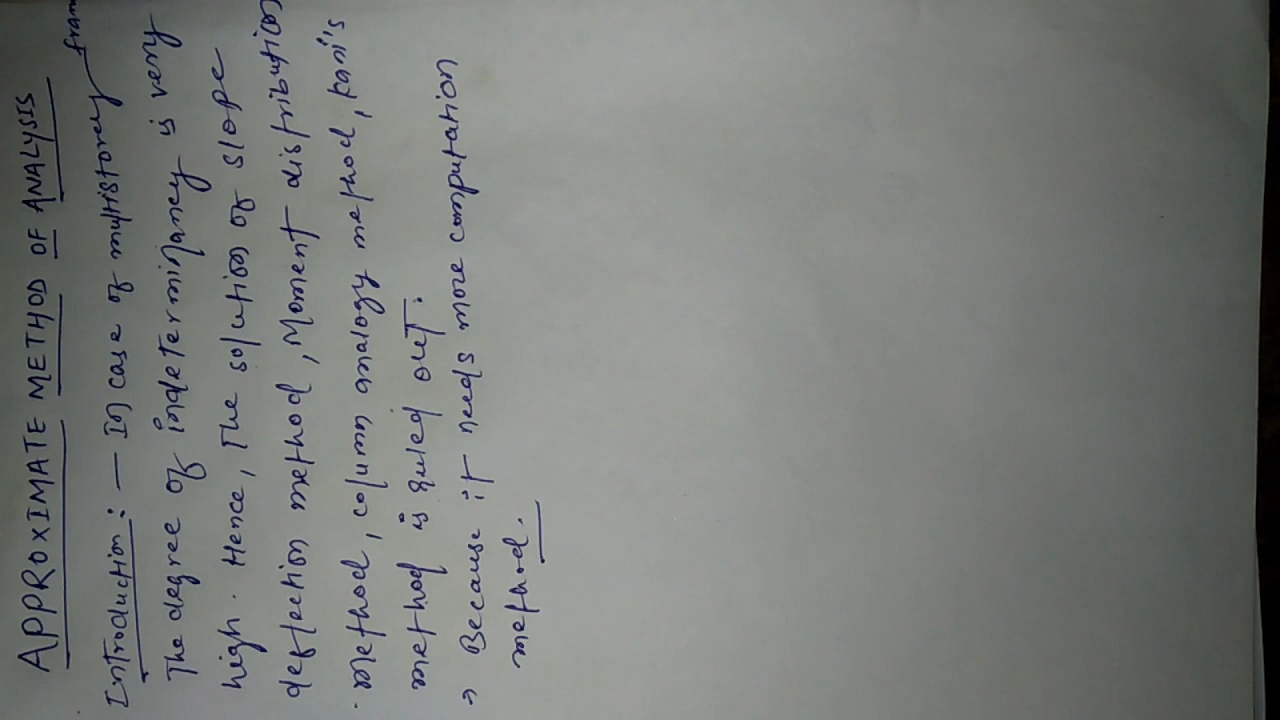 APPROXIMATE METHOD OF ANALYSIS
Introduction:- In case of multistorey fram
The degree of indeterminancy is very
high. Hence, The solution of slope
deflection method, Moment distribution
method, column analogy method, kani's
method is ruled out.
→ Because it needs more computation
method.